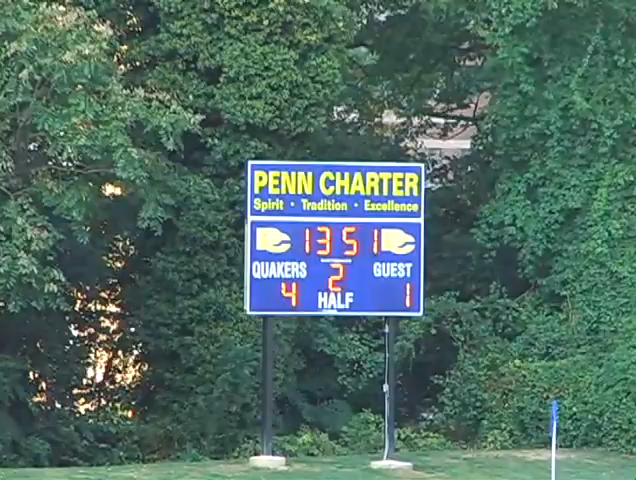 PENN CHARTER
Spirit · Tradition · Excellence
13 51
QUAKERS 2 GUEST
4 HALF 1